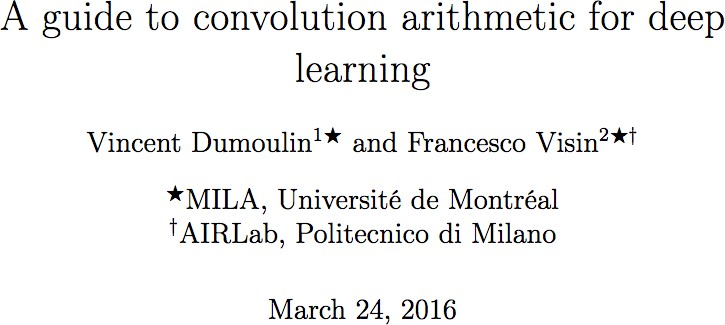 A guide to convolution arithmetic for deep
learning
Vincent Dumoulin¹★ and Francesco Visin²★†
★MILA, Université de Montréal
†AIRLab, Politecnico di Milano
March 24, 2016